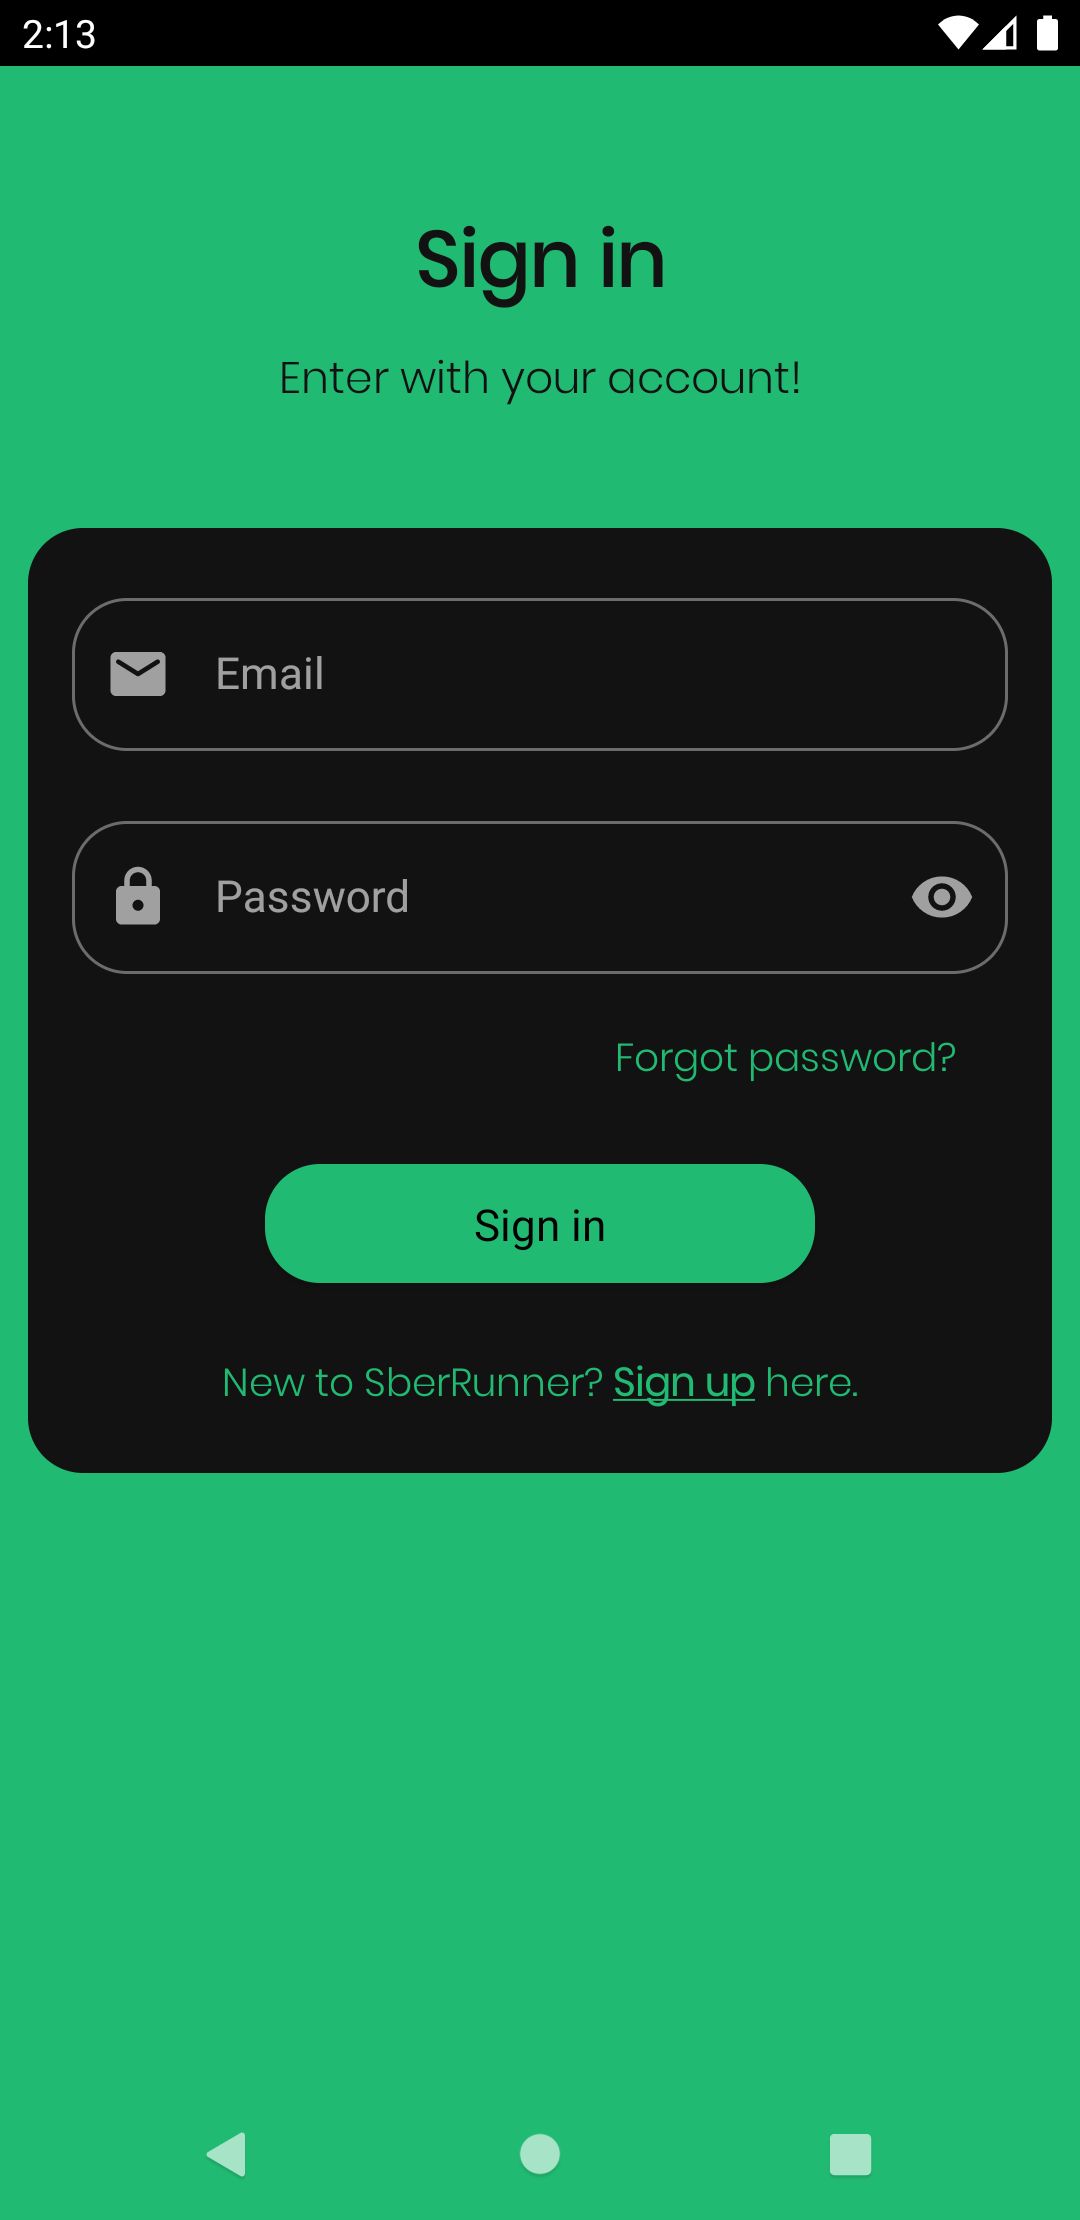 2:13
Sign in
Enter with your account!
Email
Password
Forgot password?
Sign in
New to SberRunner? Sign up here.